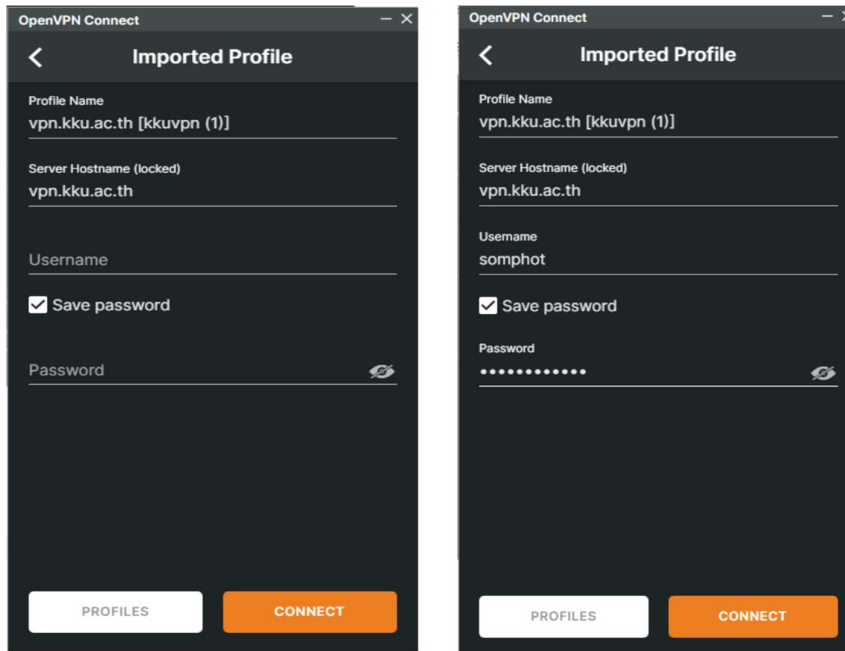 OpenVPN Connect
Imported Profile
Profile Name
vpn.kku.ac.th [kkuvpn (1)]
Server Hostname (locked)
vpn.kku.ac.th
Username
Save password
Password
PROFILES
CONNECT
OpenVPN Connect
Imported Profile
Profile Name
vpn.kku.ac.th [kkuvpn (1)]
Server Hostname (locked)
vpn.kku.ac.th
Username
somphot
Save password
Password
••••••••••••
PROFILES
CONNECT